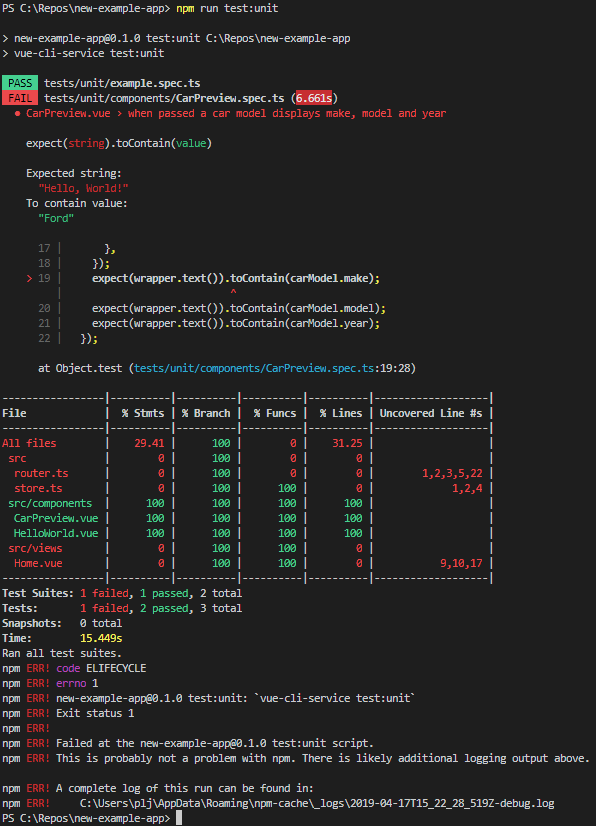 PS C:\Repos\new-example-app> npm run test:unit
> new-example-app@0.1.0 test:unit C:\Repos\new-example-app
> vue-cli-service test:unit
PASS tests/unit/example.spec.ts
FAIL tests/unit/components/CarPreview.spec.ts (6.661s)
● CarPreview.vue › when passed a car model displays make, model and year
expect(string).toContain(value)
Expected string:
"Hello, World!"
To contain value:
"Ford"
17 |       },
18 |     });
> 19 |     expect(wrapper.text()).toContain(carModel.make);
|                            ^
20 |     expect(wrapper.text()).toContain(carModel.model);
21 |     expect(wrapper.text()).toContain(carModel.year);
22 |   });
at Object.test (tests/unit/components/CarPreview.spec.ts:19:28)
-----------------|----------|----------|----------|----------|-------------------|
File             |  % Stmts | % Branch |  % Funcs |  % Lines | Uncovered Line #s |
-----------------|----------|----------|----------|----------|-------------------|
All files        |    29.41 |      100 |        0 |    31.25 |                   |
src             |        0 |      100 |        0 |        0 |                   |
router.ts      |        0 |      100 |        0 |        0 |        1,2,3,5,22 |
store.ts       |        0 |      100 |      100 |        0 |             1,2,4 |
src/components  |      100 |      100 |      100 |      100 |                   |
CarPreview.vue |      100 |      100 |      100 |      100 |                   |
HelloWorld.vue |      100 |      100 |      100 |      100 |                   |
src/views       |        0 |      100 |      100 |        0 |                   |
Home.vue       |        0 |      100 |      100 |        0 |           9,10,17 |
-----------------|----------|----------|----------|----------|-------------------|
Test Suites: 1 failed, 1 passed, 2 total
Tests:       1 failed, 2 passed, 3 total
Snapshots:   0 total
Time:        15.449s
Ran all test suites.
npm ERR! code ELIFECYCLE
npm ERR! errno 1
npm ERR! new-example-app@0.1.0 test:unit: `vue-cli-service test:unit`
npm ERR! Exit status 1
npm ERR!
npm ERR! Failed at the new-example-app@0.1.0 test:unit script.
npm ERR! This is probably not a problem with npm. There is likely additional logging output above.
npm ERR! A complete log of this run can be found in:
npm ERR!     C:\Users\plj\AppData\Roaming\npm-cache\_logs\2019-04-17T15_22_28_519Z-debug.log
PS C:\Repos\new-example-app>